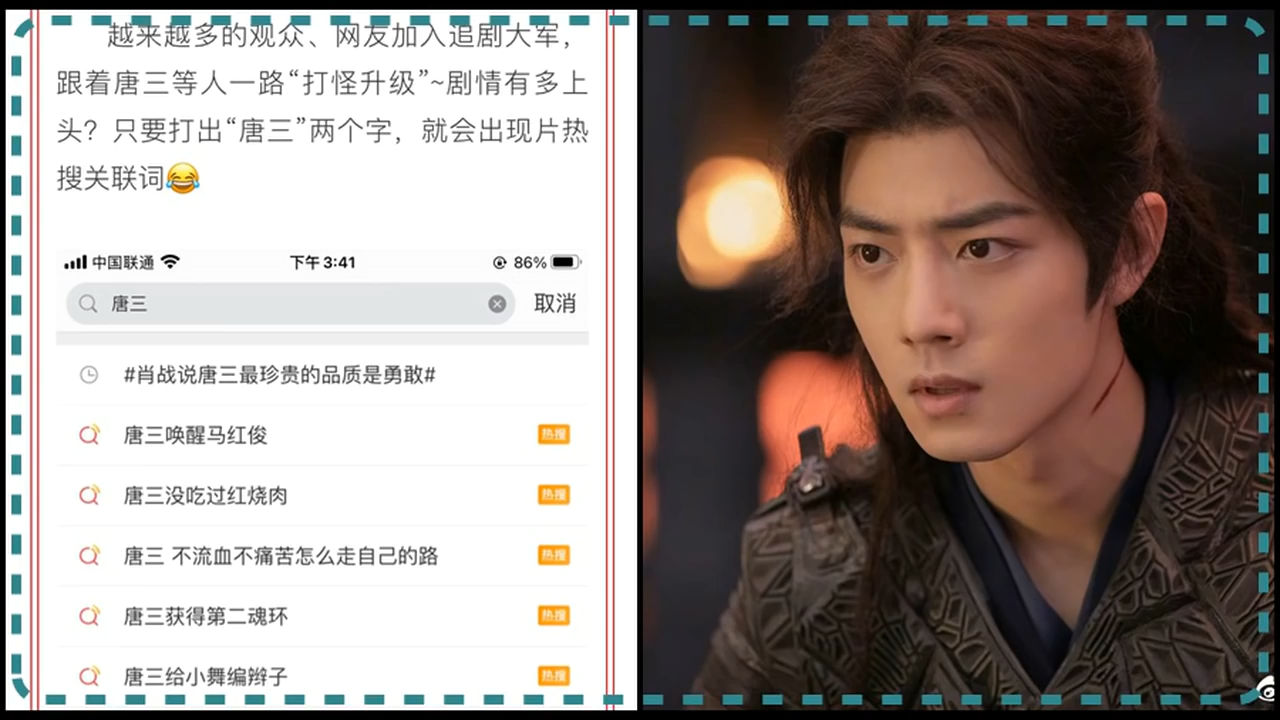 越来越多的观众、网友加入追剧大军，
跟着唐三等人一路“打怪升级”~剧情有多上
头？只要打出“唐三”两个字，就会出现片热
搜关联词😂
中国联通 下午3:41 86%
唐三 取消
#肖战说唐三最珍贵的品质是勇敢#
唐三唤醒马红俊 热搜
唐三没吃过红烧肉 热搜
唐三 不流血不痛苦怎么走自己的路 热搜
唐三获得第二魂环 热搜
唐三给小舞编辫子 热搜